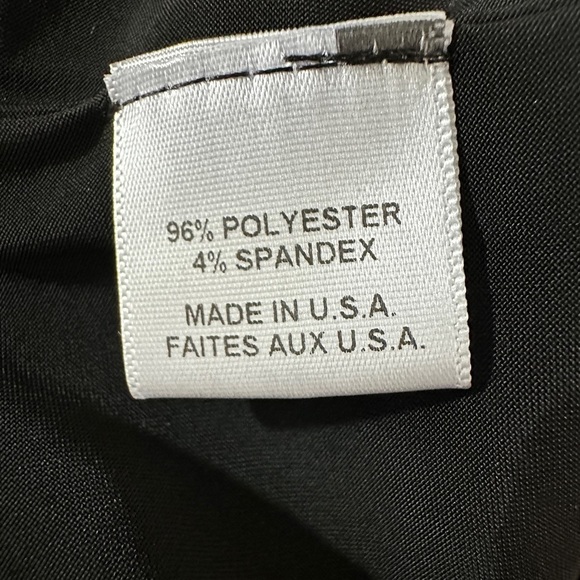 96% POLYESTER
4% SPANDEX
MADE IN U.S.A.
FAITES AUX U.S.A.